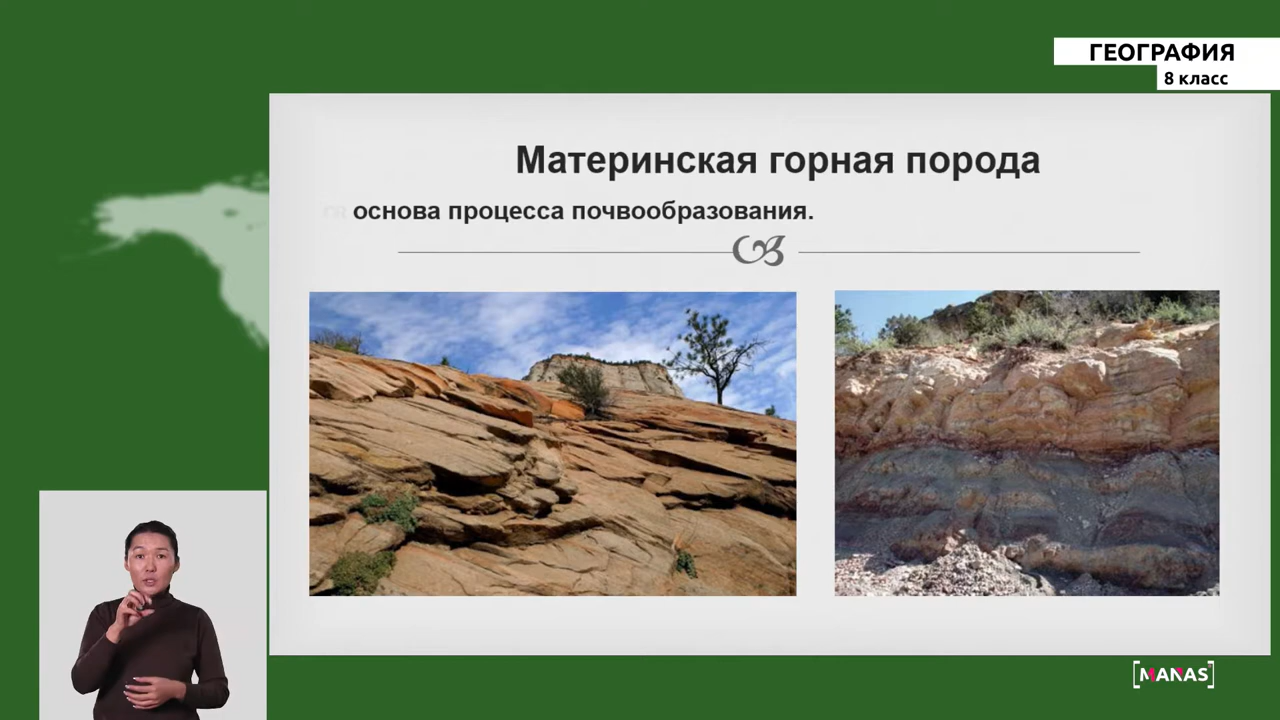 ГЕОГРАФИЯ
8 класс
Материнская горная порода
основа процесса почвообразования.
[MANAS]